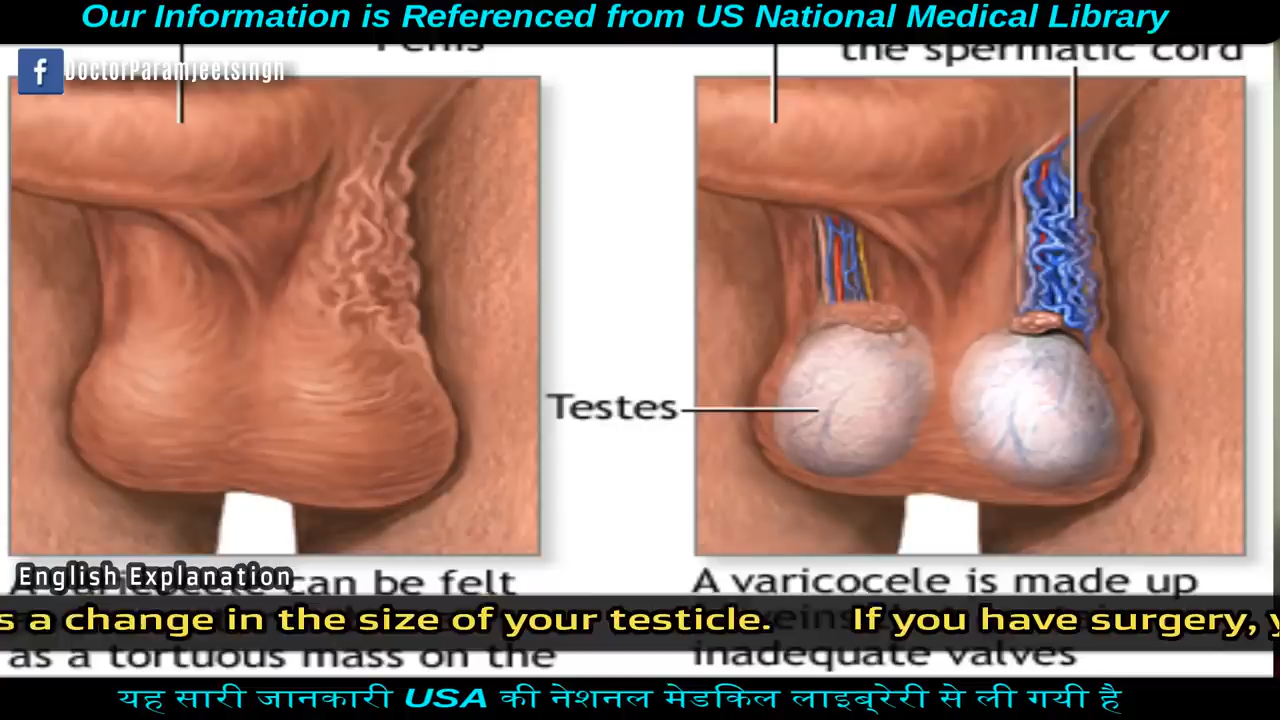 Our Information is Referenced from US National Medical Library
Penis
the spermatic cord
DoctorParamjeetsingh
Testes
English Explanation
can be felt
A varicocele is made up
s a change in the size of your testicle. If you have surgery, y
as a tortuous mass on the
inadequate valves
यह सारी जानकारी USA की नेशनल मेडकिल लाइब्रेरी से ली गयी है